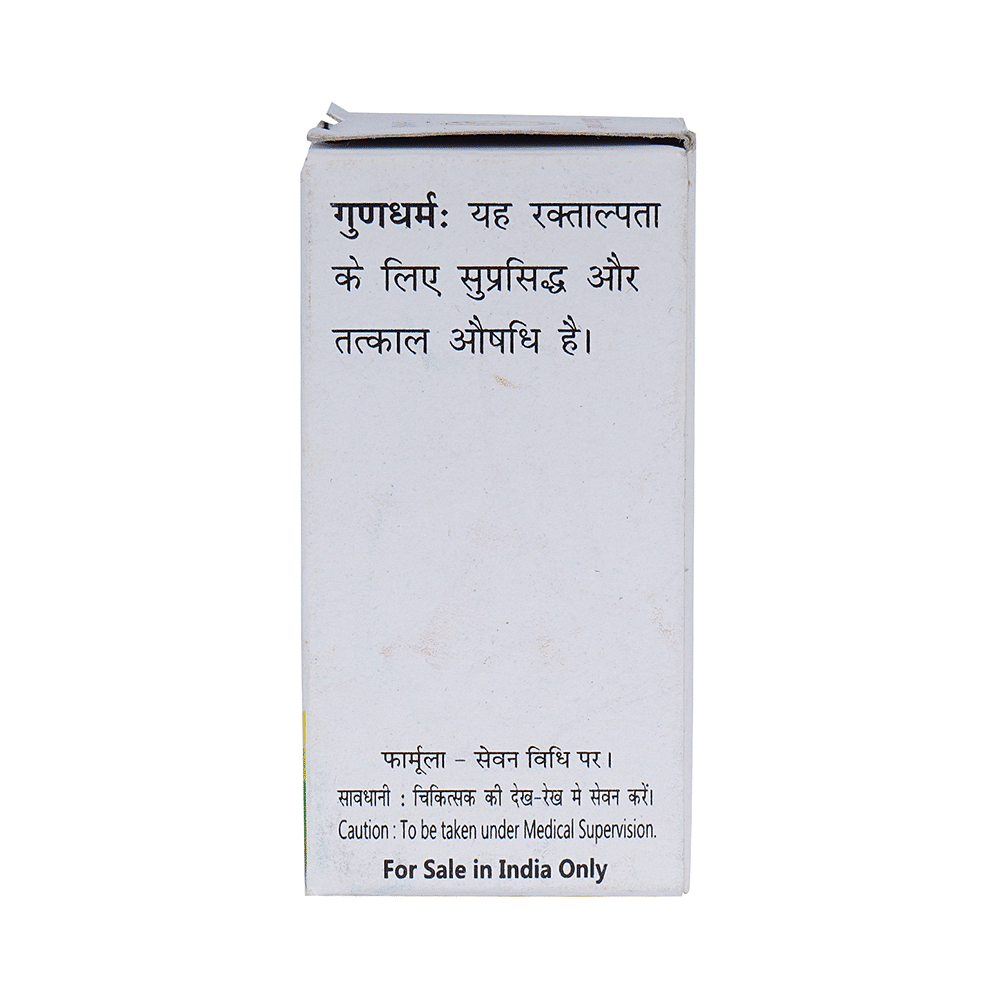 गुणधर्म: यह रक्ताल्पता
के लिए सुप्रसिद्ध और
तत्काल औषधि है।
फार्मूला - सेवन विधि पर।
सावधानी : चिकित्सक की देख-रेख मे सेवन करें।
Caution : To be taken under Medical Supervision.
For Sale in India Only